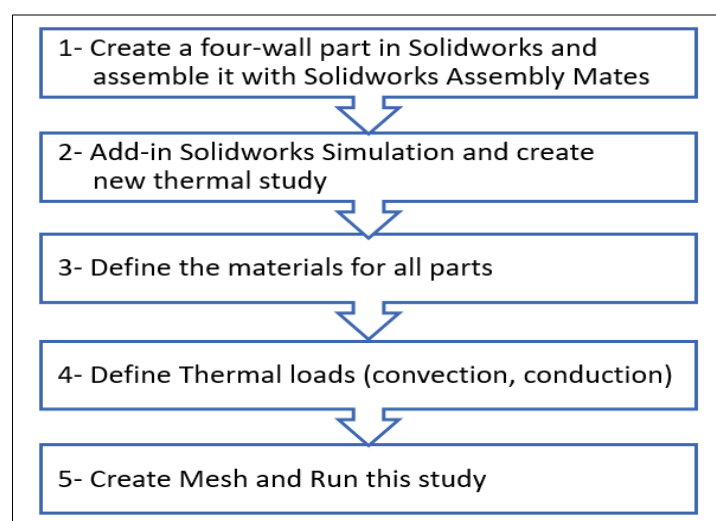 1- Create a four-wall part in Solidworks and
assemble it with Solidworks Assembly Mates
2- Add-in Solidworks Simulation and create
new thermal study
3- Define the materials for all parts
4- Define Thermal loads (convection, conduction)
5- Create Mesh and Run this study